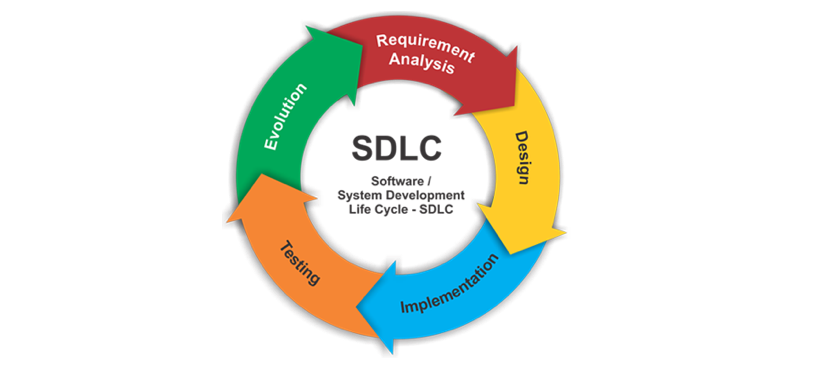 Requirement
Analysis
Design
Implementation
Testing
Evolution
SDLC
Software /
System Development
Life Cycle - SDLC